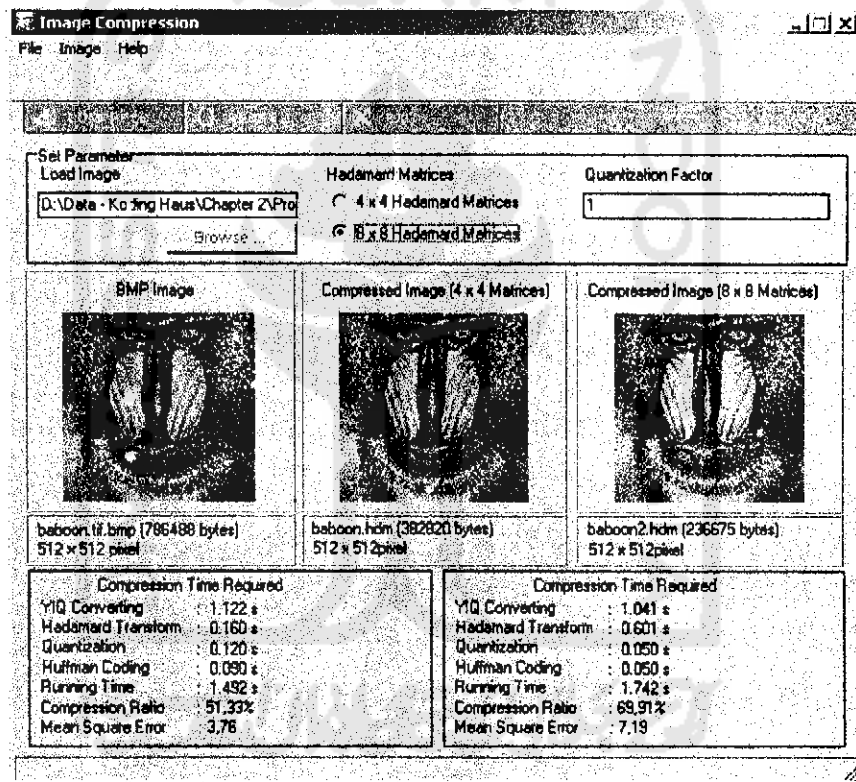 Image Compression
File Image Help
Set Parameter
Load Image
D:\Data - Koding Haus\Chapter 2\Pro
Browse ...
Hadamard Matrices
4 x 4 Hadamard Matrices
8 x 8 Hadamard Matrices
Quantization Factor
1
BMP Image
Compressed Image (4 x 4 Matrices)
Compressed Image (8 x 8 Matrices)
baboon.tif.bmp (786488 bytes)
512 x 512 pixel
baboon.hdm (382820 bytes)
512 x 512pixel
baboon2.hdm (236675 bytes)
512 x 512pixel
Compression Time Required
YIQ Converting : 1.122 s
Hadamard Transform : 0.160 s
Quantization : 0.120 s
Huffman Coding : 0.090 s
Running Time : 1.492 s
Compression Ratio : 51,33%
Mean Square Error : 3,76
Compression Time Required
YIQ Converting : 1.041 s
Hadamard Transform : 0.601 s
Quantization : 0.050 s
Huffman Coding : 0.050 s
Running Time : 1.742 s
Compression Ratio : 69,91%
Mean Square Error : 7,19